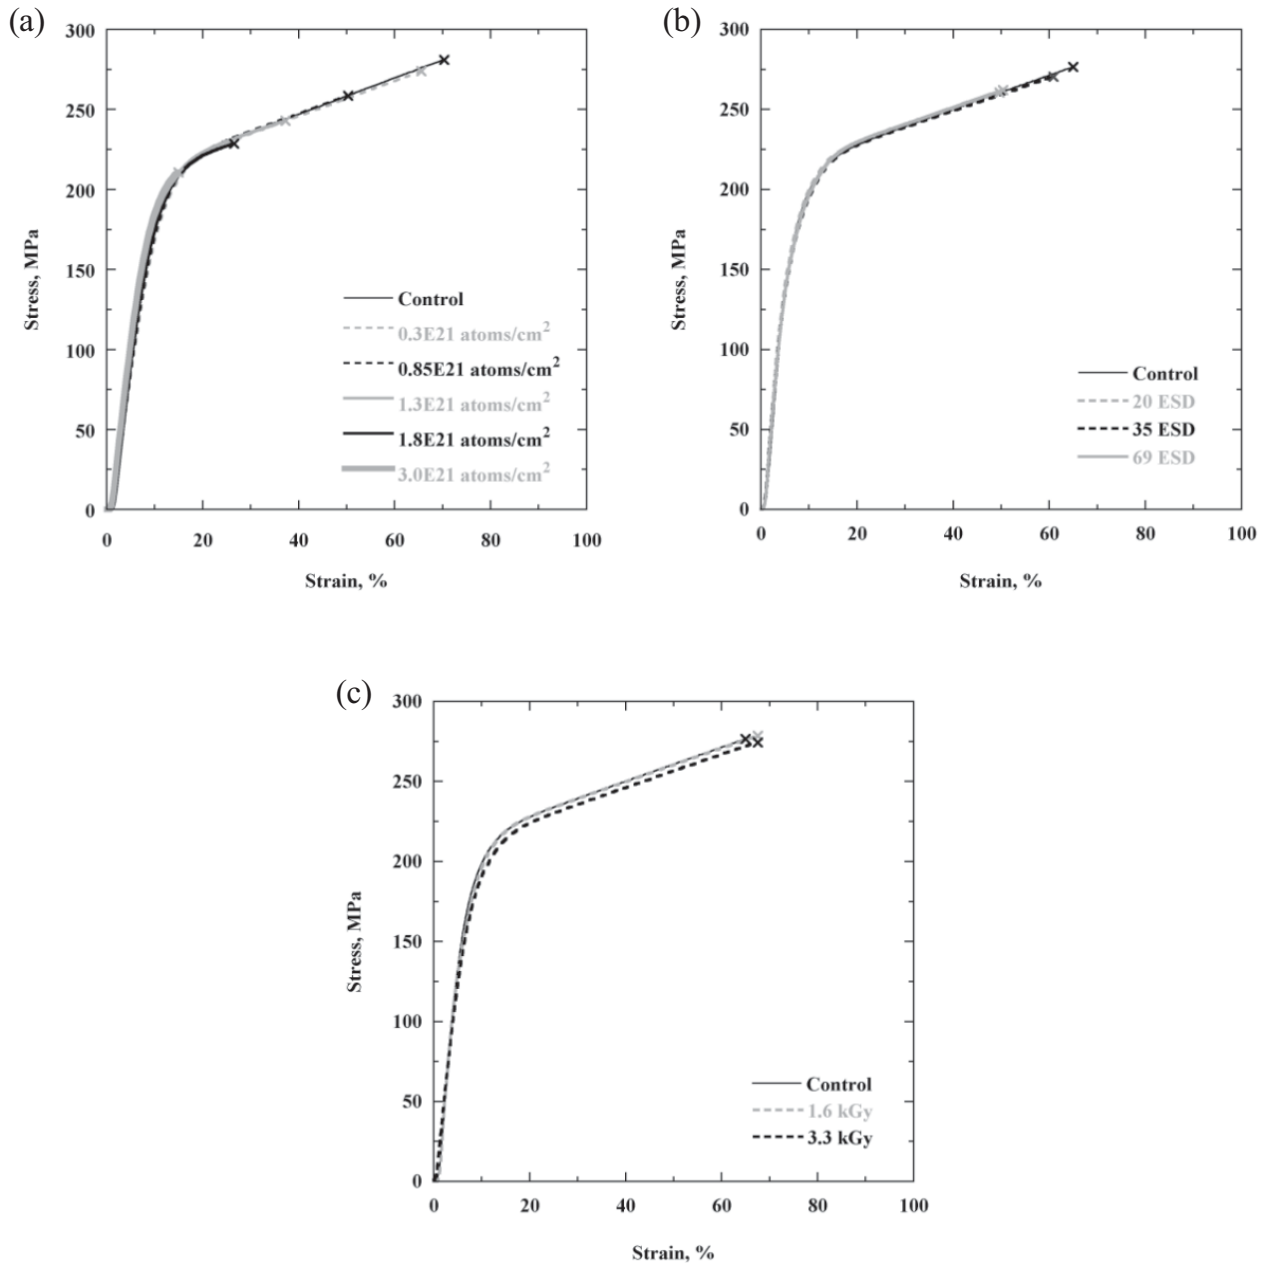 (a)
300
250
200
150
100
50
0
Stress, MPa
Control
0.3E21 atoms/cm²
0.85E21 atoms/cm²
1.3E21 atoms/cm²
1.8E21 atoms/cm²
3.0E21 atoms/cm²
0 20 40 60 80 100
Strain, %
(b)
300
250
200
150
100
50
0
Stress, MPa
Control
20 ESD
35 ESD
69 ESD
0 20 40 60 80 100
Strain, %
(c)
300
250
200
150
100
50
0
Stress, MPa
Control
1.6 kGy
3.3 kGy
0 20 40 60 80 100
Strain, %